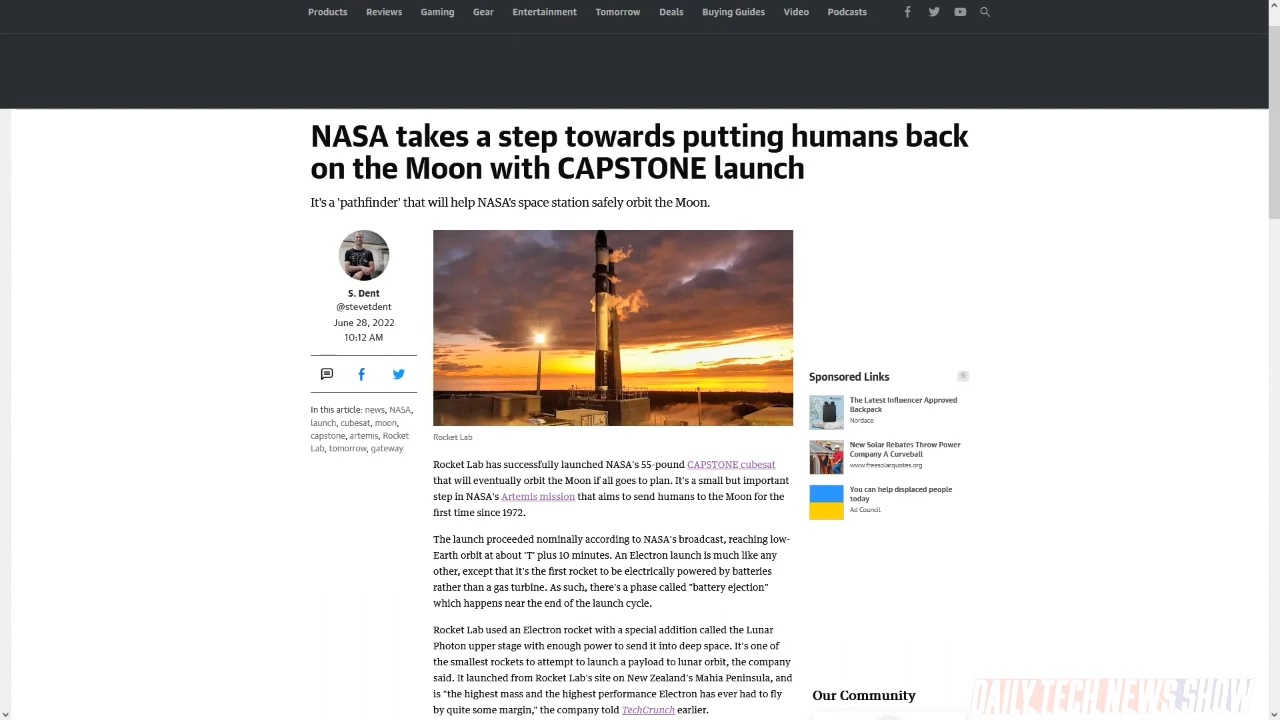 Products Reviews Gaming Gear Entertainment Tomorrow Deals Buying Guides Video Podcasts
NASA takes a step towards putting humans back
on the Moon with CAPSTONE launch
It's a 'pathfinder' that will help NASA's space station safely orbit the Moon.
S. Dent
@stevetdent
June 28, 2022
10:12 AM
In this article: news, NASA,
launch, cubesat, moon,
capstone, artemis, Rocket
Lab, tomorrow, gateway
Rocket Lab
Rocket Lab has successfully launched NASA's 55-pound CAPSTONE cubesat
that will eventually orbit the Moon if all goes to plan. It's a small but important
step in NASA's Artemis mission that aims to send humans to the Moon for the
first time since 1972.
The launch proceeded nominally according to NASA's broadcast, reaching low-
Earth orbit at about 'T' plus 10 minutes. An Electron launch is much like any
other, except that it's the first rocket to be electrically powered by batteries
rather than a gas turbine. As such, there's a phase called "battery ejection"
which happens near the end of the launch cycle.
Rocket Lab used an Electron rocket with a special addition called the Lunar
Photon upper stage with enough power to send it into deep space. It's one of
the smallest rockets to attempt to launch a payload to lunar orbit, the company
said. It launched from Rocket Lab's site on New Zealand's Mahia Peninsula, and
is "the highest mass and the highest performance Electron has ever had to fly
by quite some margin," the company told TechCrunch earlier.
Sponsored Links
The Latest Influencer Approved
Backpack
Nordace
New Solar Rebates Throw Power
Company A Curveball
www.freesolarquotes.org
You can help displaced people
today
Ad Council
Our Community
DAILY TECH NEWS SHOW